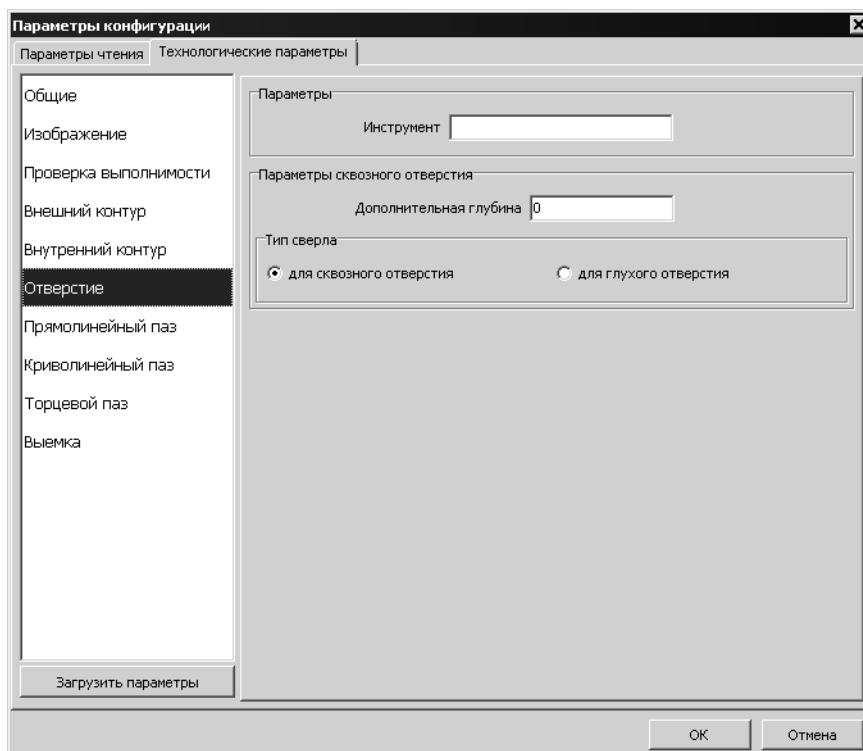 Параметры конфигурации
Параметры чтения
Технологические параметры
Общие
Изображение
Проверка выполнимости
Внешний контур
Внутренний контур
Отверстие
Прямолинейный паз
Криволинейный паз
Торцевой паз
Выемка
Загрузить параметры
Параметры
Инструмент
Параметры сквозного отверстия
Дополнительная глубина 0
Тип сверла
для сквозного отверстия
для глухого отверстия
ОК
Отмена